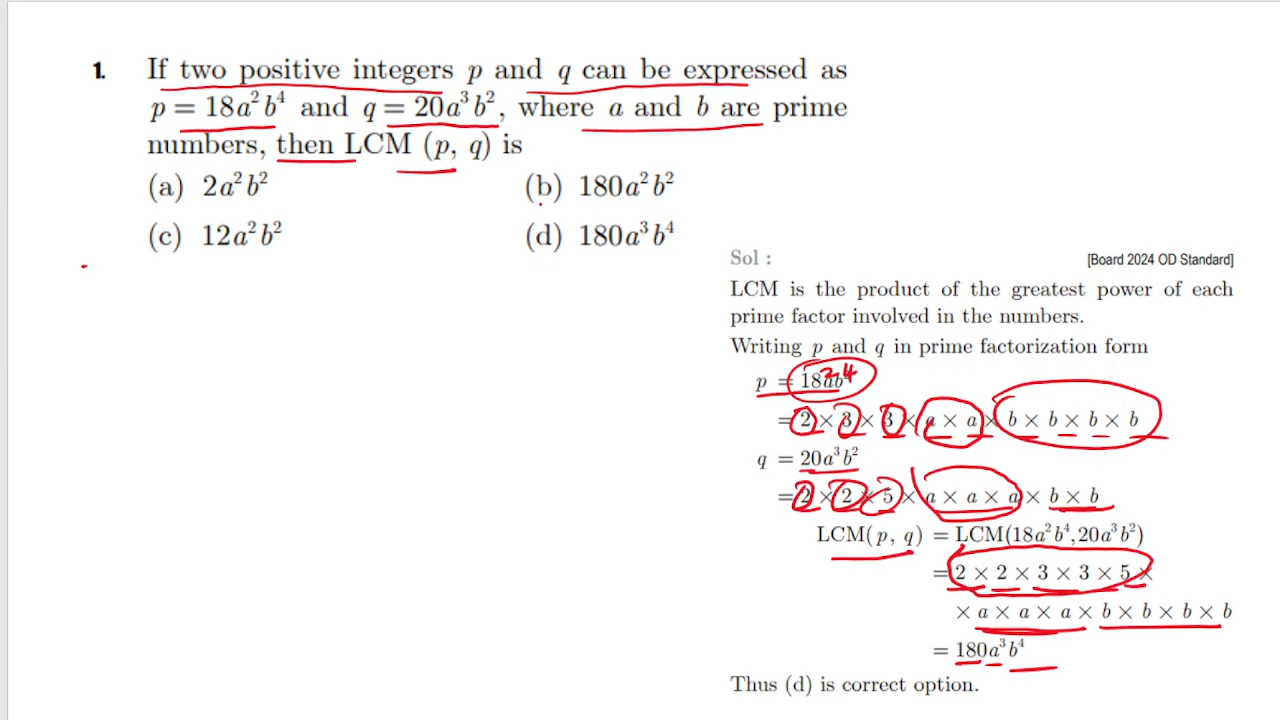 1. If two positive integers p and q can be expressed as
p = 18a²b⁴ and q = 20a³b², where a and b are prime
numbers, then LCM (p, q) is
(a) 2a²b² (b) 180a²b²
(c) 12a²b² (d) 180a³b⁴
Sol : [Board 2024 OD Standard]
LCM is the product of the greatest power of each
prime factor involved in the numbers.
Writing p and q in prime factorization form
p = 18a²b⁴
= 2 × 3 × 3 × a × a × b × b × b × b
q = 20a³b²
= 2 × 2 × 5 × a × a × a × b × b
LCM(p, q) = LCM(18a²b⁴,20a³b²)
= 2 × 2 × 3 × 3 × 5 ×
× a × a × a × b × b × b × b
= 180a³b⁴
Thus (d) is correct option.